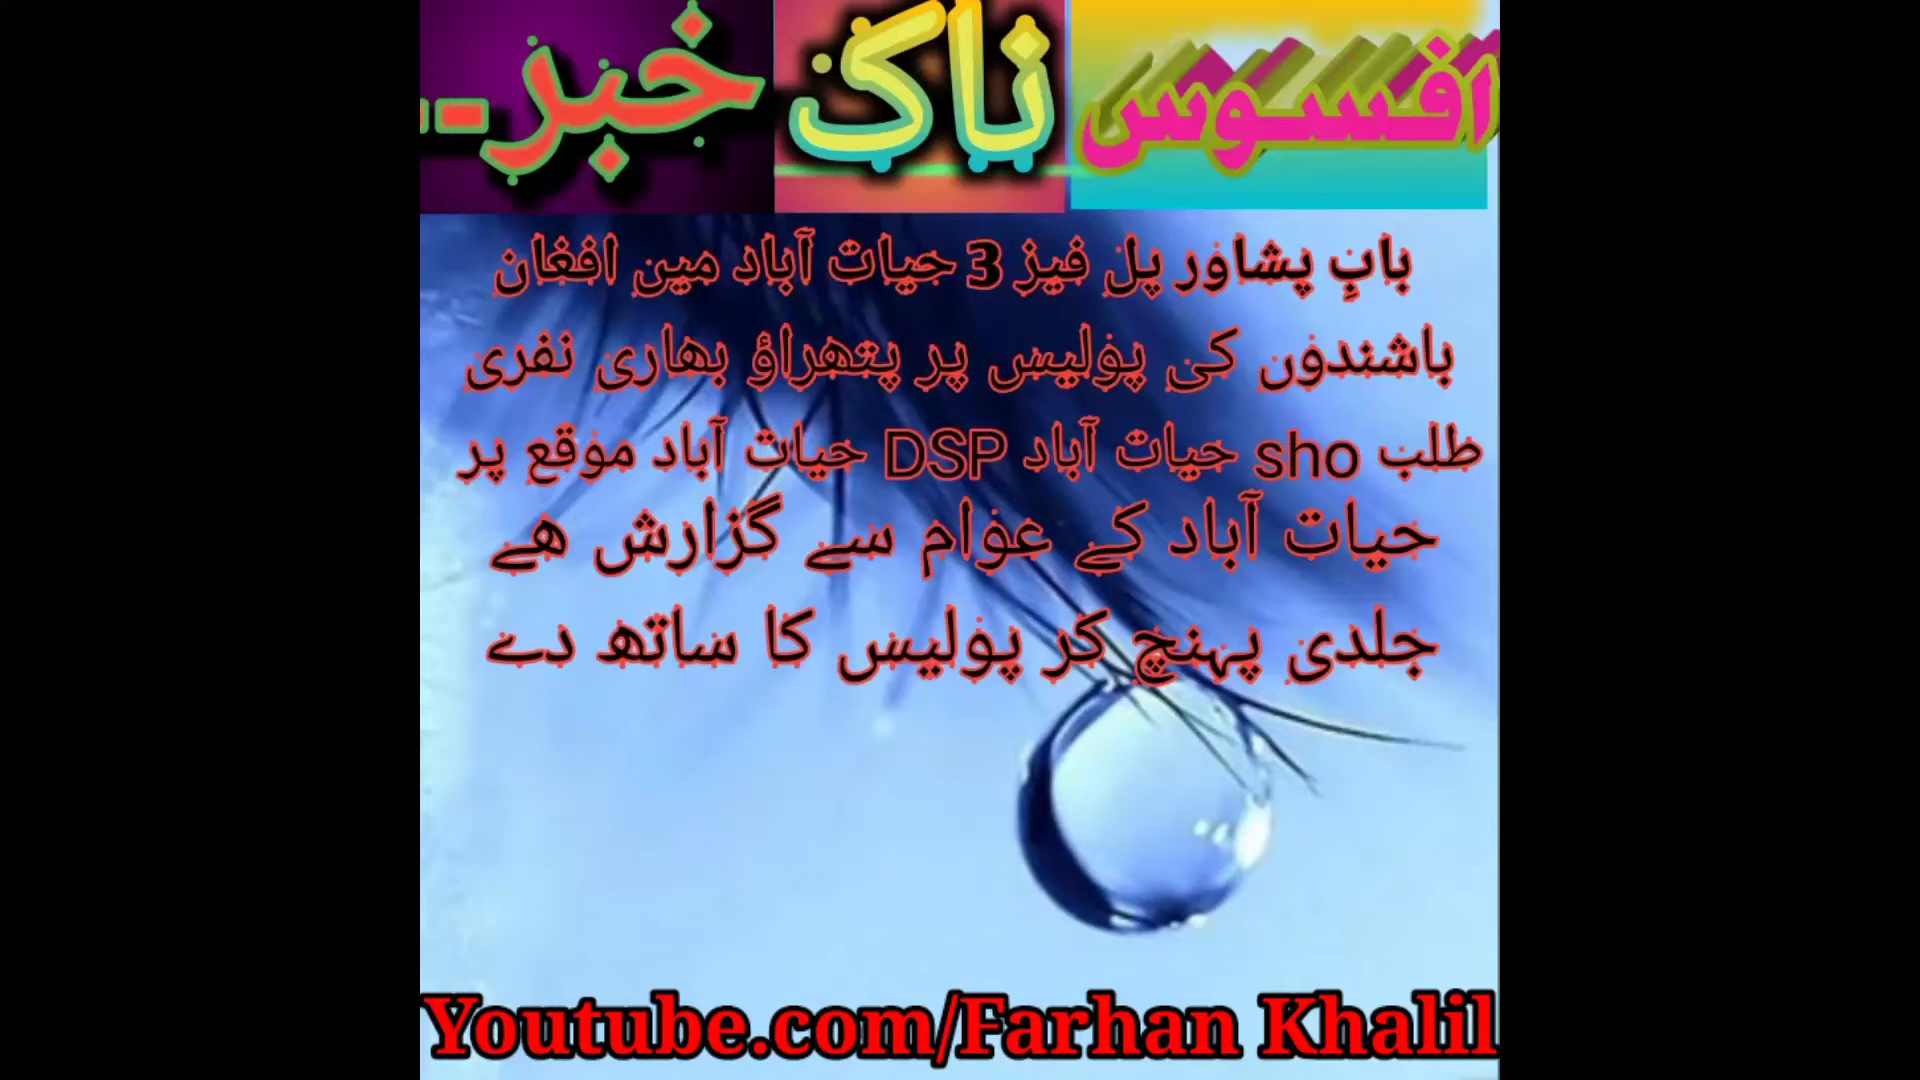 افسوس ناک خبر--
بابِ پشاور پل فیز 3 حیات آباد میں افغان
باشندوں کی پولیس پر پتھراؤ بھاری نفری
طلب sho حیات آباد DSP حیات آباد موقع پر
حیات آباد کے عوام سے گزارش ھے
جلدی پہنچ کر پولیس کا ساتھ دے
Youtube.com/Farhan Khalil